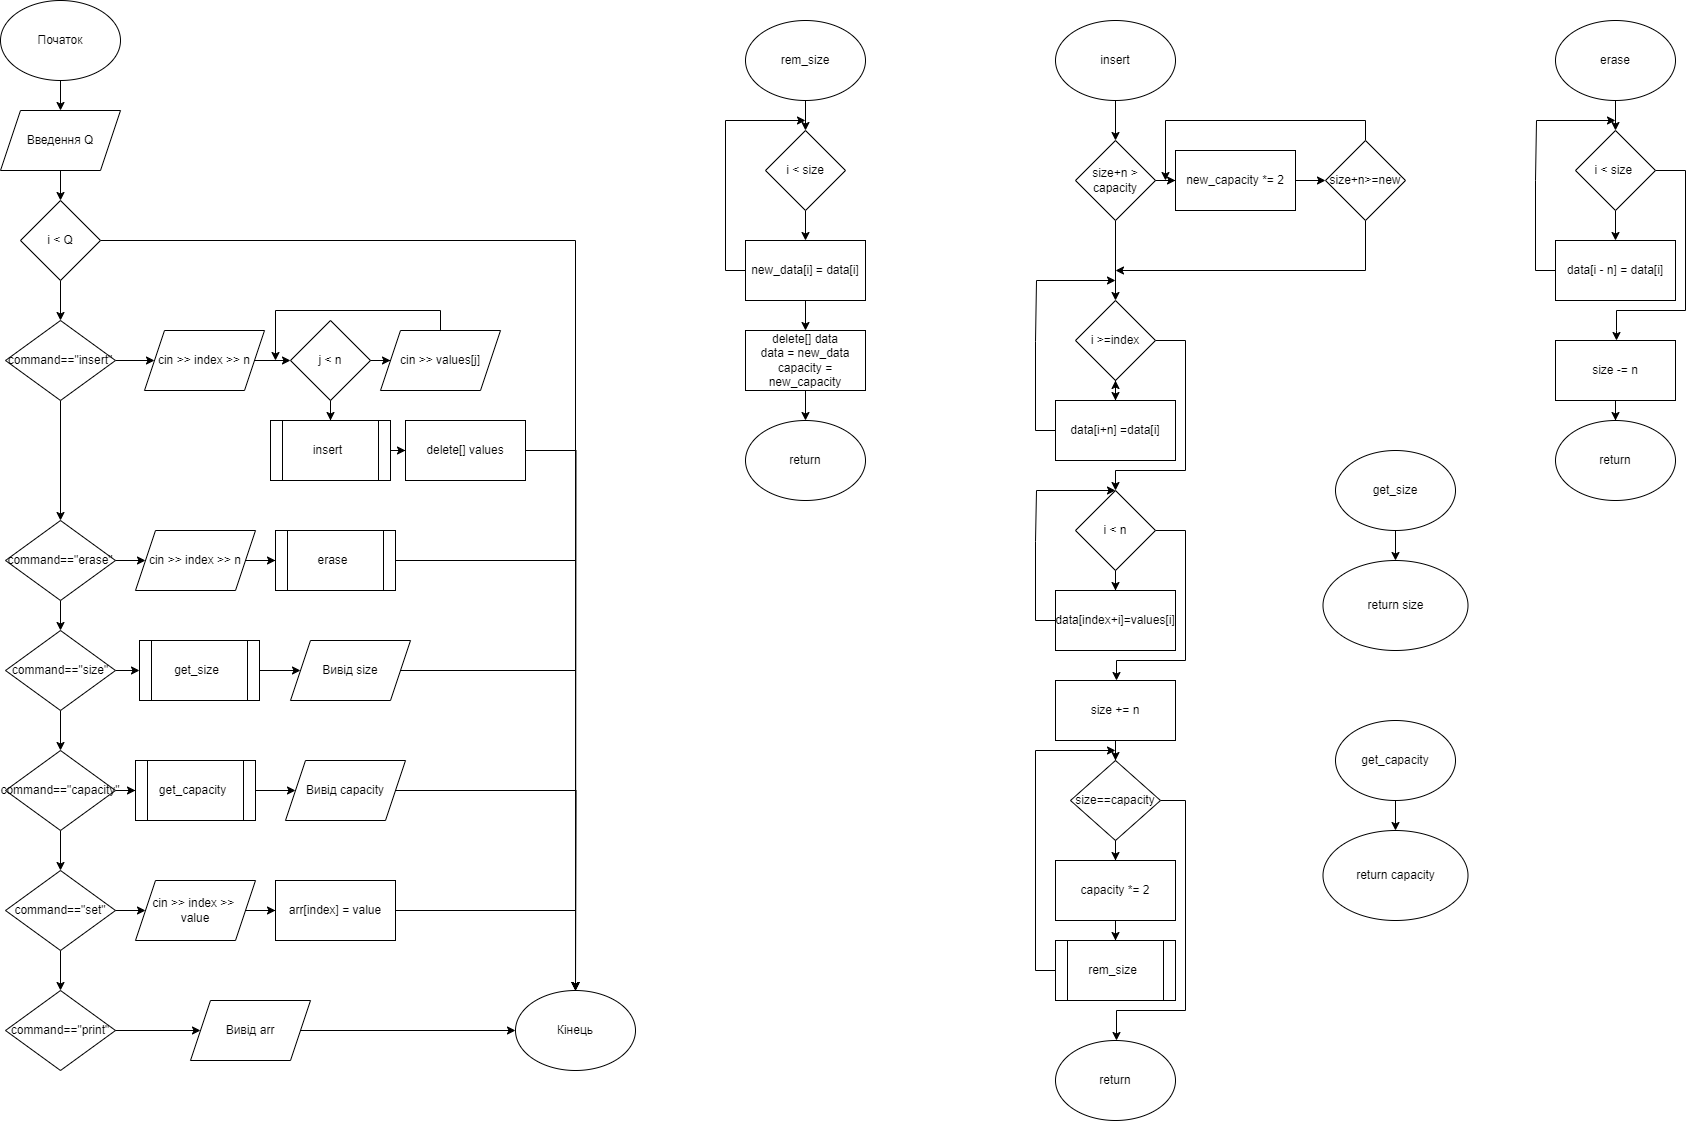 Початок
Введення Q
i < Q
command=="insert"
cin >> index >> n
j < n
cin >> values[j]
insert
delete[] values
command=="erase"
cin >> index >> n
erase
command=="size"
get_size
Вивід size
command=="capacity"
get_capacity
Вивід capacity
command=="set"
cin >> index >>
value
arr[index] = value
command=="print"
Вивід arr
Кінець
rem_size
i < size
new_data[i] = data[i]
delete[] data
data = new_data
capacity =
new_capacity
return
insert
size+n >
capacity
new_capacity *= 2
size+n>=new
i >=index
data[i+n] =data[i]
i < n
data[index+i]=values[i]
size += n
size==capacity
capacity *= 2
rem_size
return
get_size
return size
get_capacity
return capacity
erase
i < size
data[i - n] = data[i]
size -= n
return